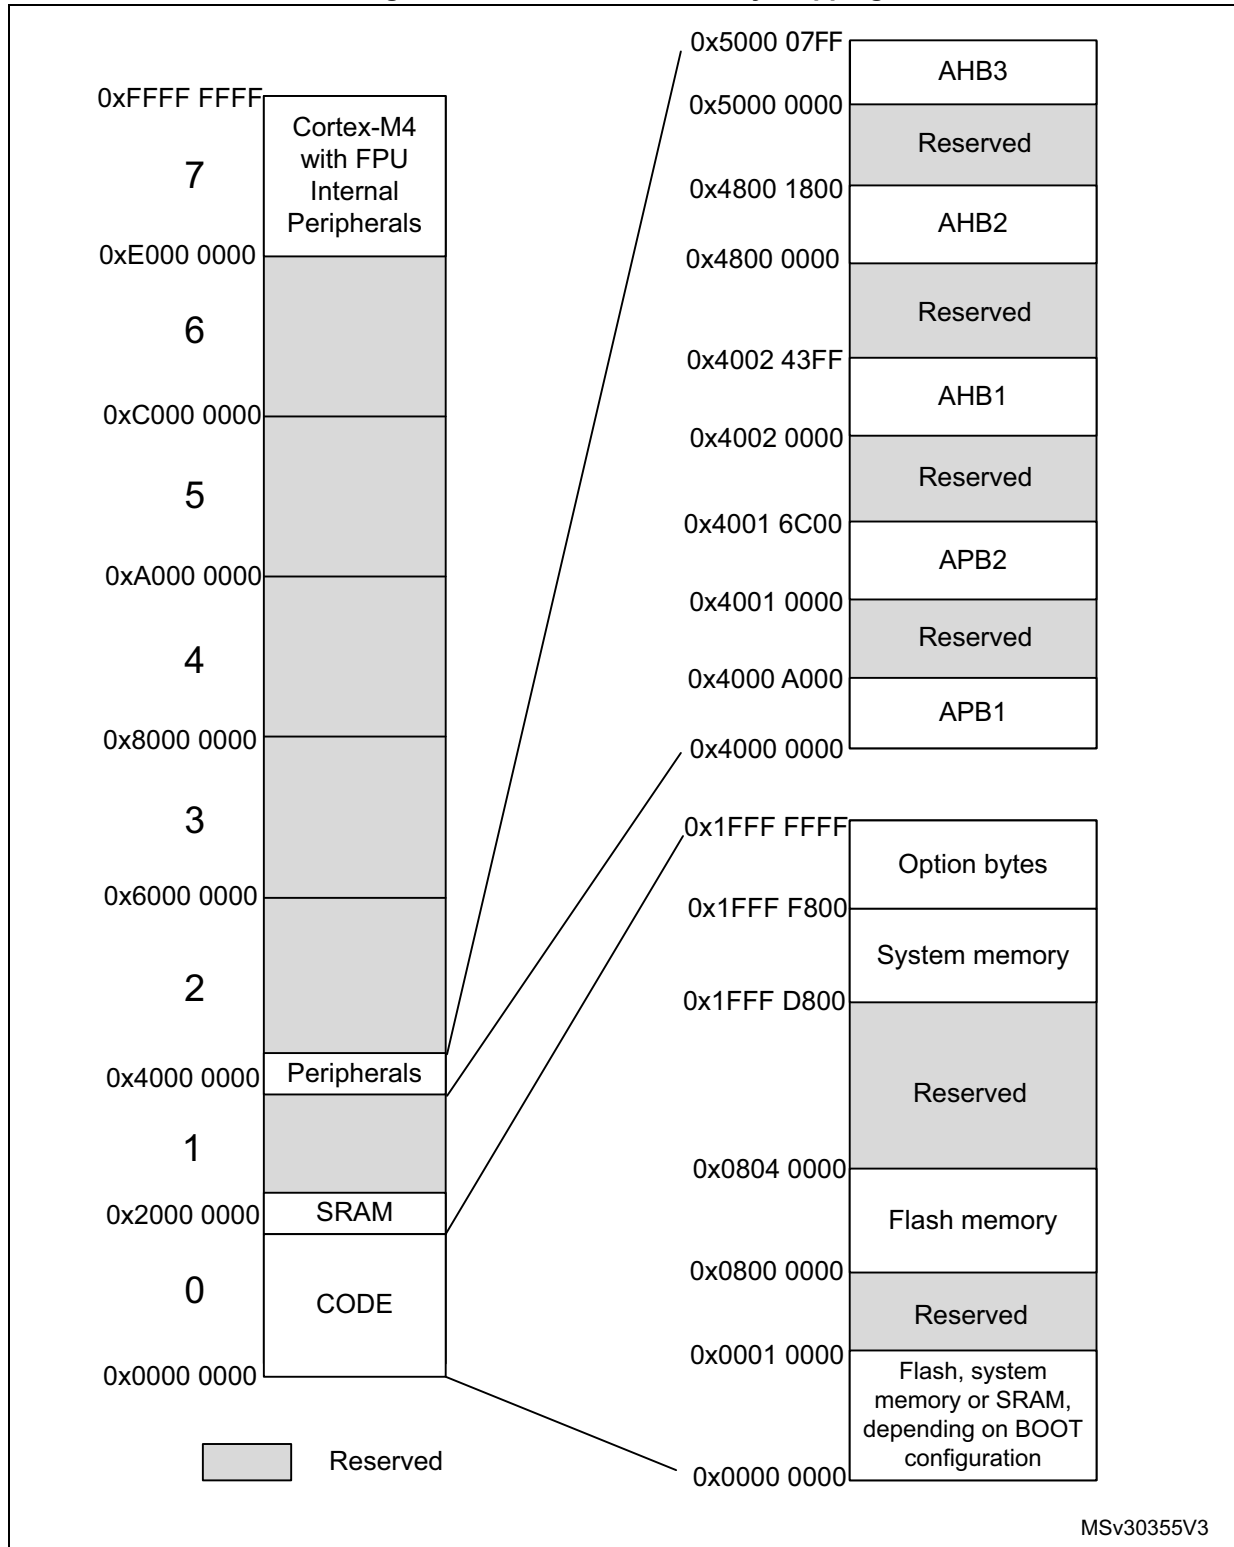 0xFFFF FFFF
Cortex-M4
with FPU
Internal
Peripherals
7
0xE000 0000
6
0xC000 0000
5
0xA000 0000
4
0x8000 0000
3
0x6000 0000
2
Peripherals
0x4000 0000
1
0x2000 0000
SRAM
0
CODE
0x0000 0000
Reserved
0x5000 07FF
AHB3
0x5000 0000
Reserved
0x4800 1800
AHB2
0x4800 0000
Reserved
0x4002 43FF
AHB1
0x4002 0000
Reserved
0x4001 6C00
APB2
0x4001 0000
Reserved
0x4000 A000
APB1
0x4000 0000
0x1FFF FFFF
Option bytes
0x1FFF F800
System memory
0x1FFF D800
Reserved
0x0804 0000
Flash memory
0x0800 0000
Reserved
0x0001 0000
Flash, system
memory or SRAM,
depending on BOOT
configuration
0x0000 0000
MSv30355V3